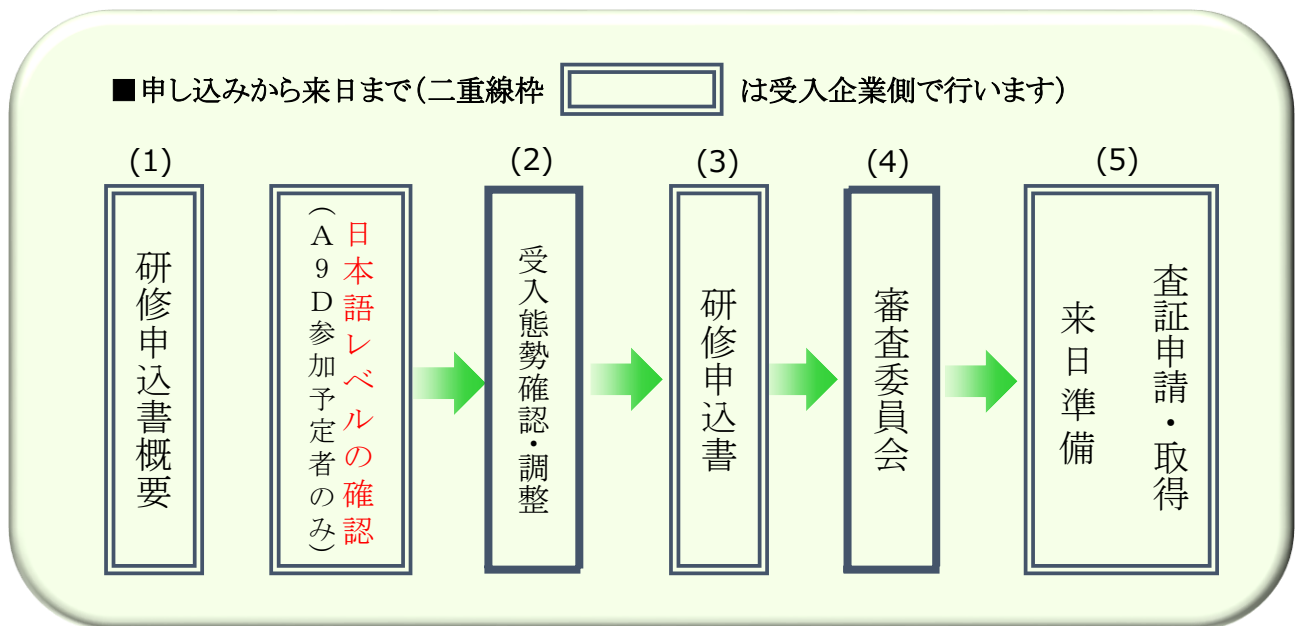 ■申し込みから来日まで(二重線枠 は受入企業側で行います)
(1)
研修申込書概要
日本語レベルの確認
(A9D参加予定者のみ)
(2)
受入態勢確認・調整
(3)
研修申込書
(4)
審査委員会
(5)
査証申請・取得
来日準備